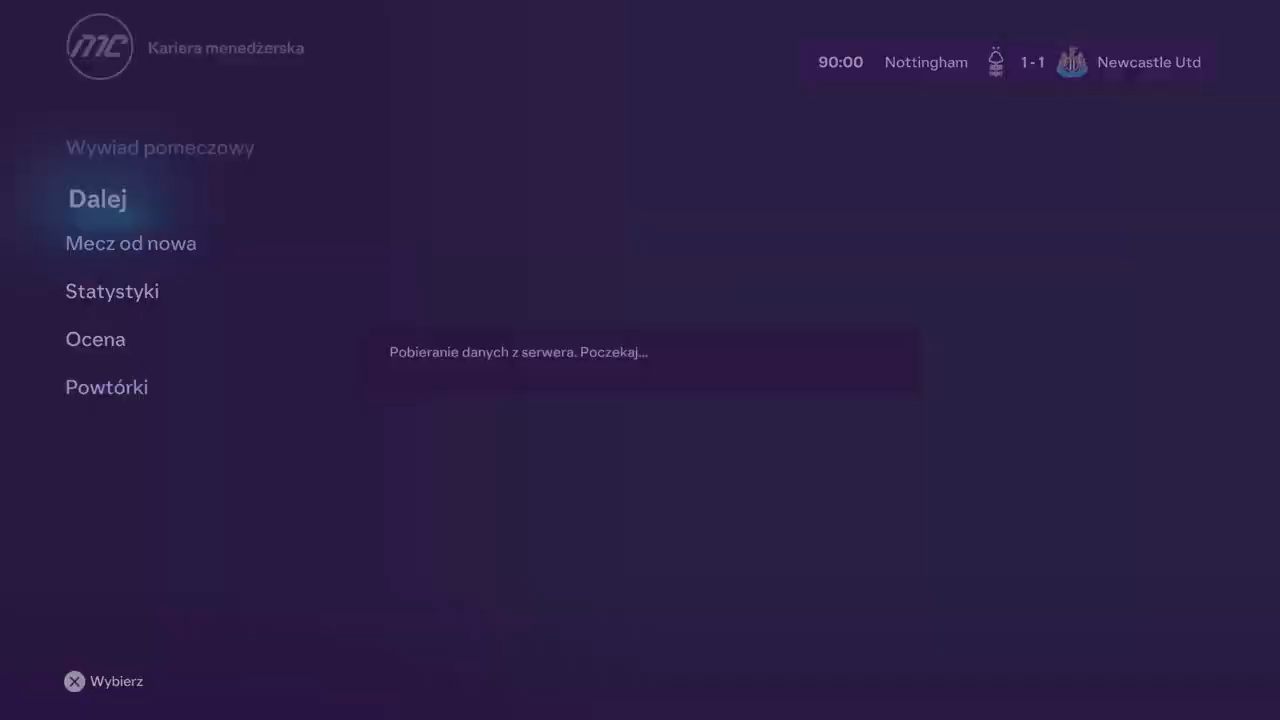 MC Kariera menedżerska
90:00 Nottingham 1 - 1 Newcastle Utd
Wywiad pomeczowy
Dalej
Mecz od nowa
Statystyki
Ocena
Powtórki
Pobieranie danych z serwera. Poczekaj...
Wybierz